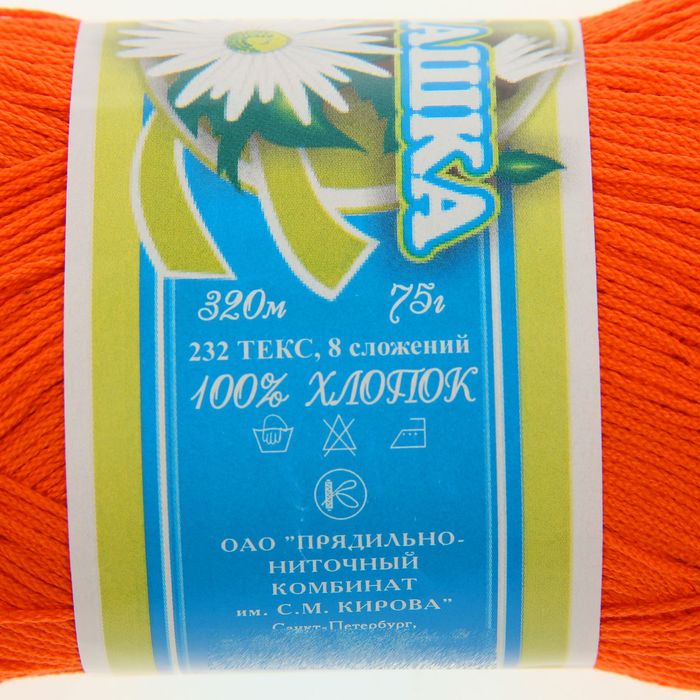 АШКА
320м 75г
232 ТЕКС, 8 сложений
100% ХЛОПОК
ОАО "ПРЯДИЛЬНО-
НИТОЧНЫЙ
КОМБИНАТ
им. С.М. КИРОВА"
Санкт-Петербург,